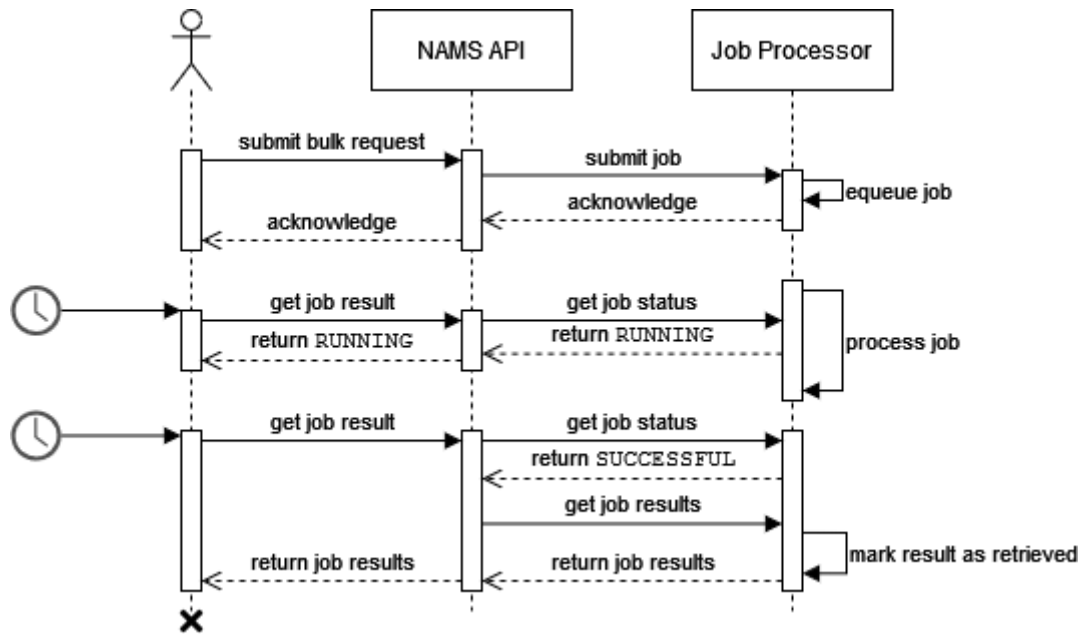 NAMS API
Job Processor
submit bulk request
submit job
equeue job
acknowledge
acknowledge
get job result
get job status
return RUNNING
return RUNNING
process job
get job result
get job status
return SUCCESSFUL
get job results
mark result as retrieved
return job results
return job results